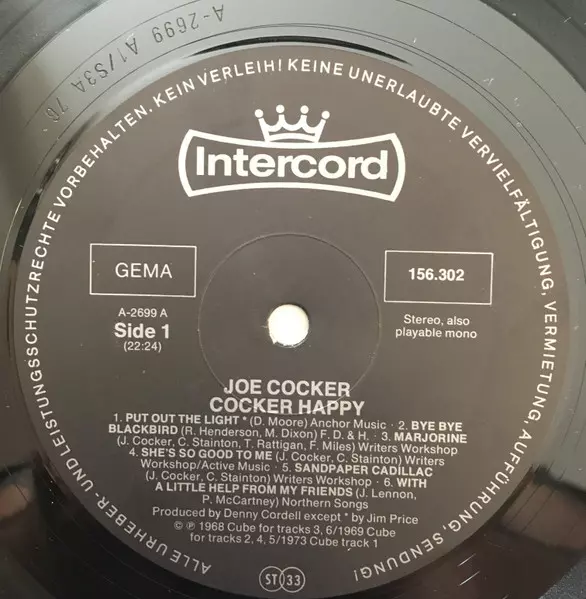 A-2699 A1/S3A 76
ALLE URHEBER- UND LEISTUNGSSCHUTZRECHTE VORBEHALTEN. KEIN VERLEIH! KEINE UNERLAUBTE VERVIELFÄLTIGUNG, VERMIETUNG, AUFFÜHRUNG, SENDUNG!
Intercord
GEMA
156.302
A-2699 A
Side 1
(22:24)
Stereo, also
playable mono
JOE COCKER
COCKER HAPPY
1. PUT OUT THE LIGHT * (D. Moore) Anchor Music · 2. BYE BYE
BLACKBIRD (R. Henderson, M. Dixon) F. D. & H. · 3. MARJORINE
(J. Cocker, C. Stainton, T. Rattigan, F. Miles) Writers Workshop
4. SHE'S SO GOOD TO ME (J. Cocker, C. Stainton) Writers
Workshop/Active Music · 5. SANDPAPER CADILLAC
(J. Cocker, C. Stainton) Writers Workshop · 6. WITH
A LITTLE HELP FROM MY FRIENDS (J. Lennon,
P. McCartney) Northern Songs
Produced by Denny Cordell except * by Jim Price
© ℗ 1968 Cube for tracks 3, 6/1969 Cube
for tracks 2, 4, 5/1973 Cube track 1
ST 33